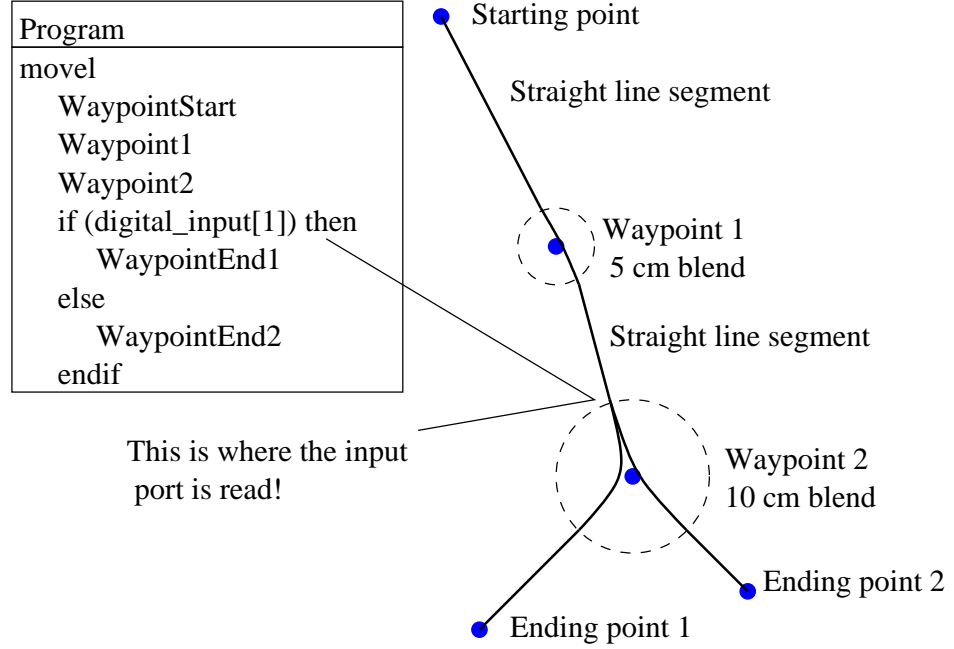 Program
movel
WaypointStart
Waypoint1
Waypoint2
if (digital_input[1]) then
WaypointEnd1
else
WaypointEnd2
endif
This is where the input
port is read!
Starting point
Straight line segment
Waypoint 1
5 cm blend
Straight line segment
Waypoint 2
10 cm blend
Ending point 2
Ending point 1